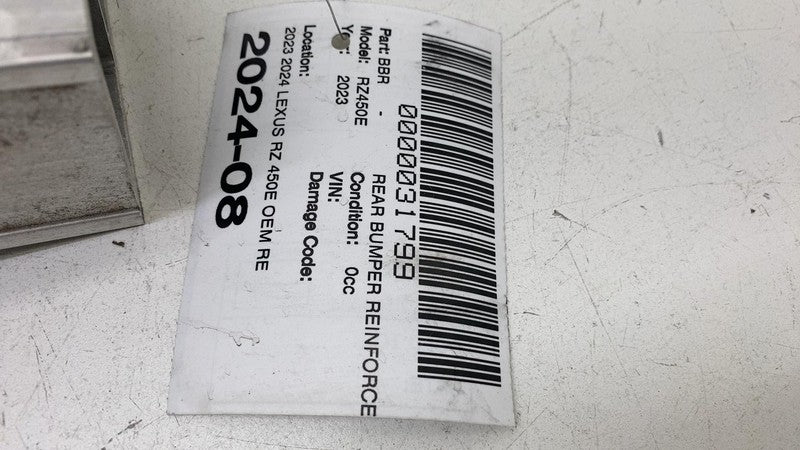 0000031799
Part: BBR - REAR BUMPER REINFORCE
Model: RZ450E Condition: 0cc
Year: 2023 VIN:
Damage Code:
Location:
2023 2024 LEXUS RZ 450E OEM RE
2024-08